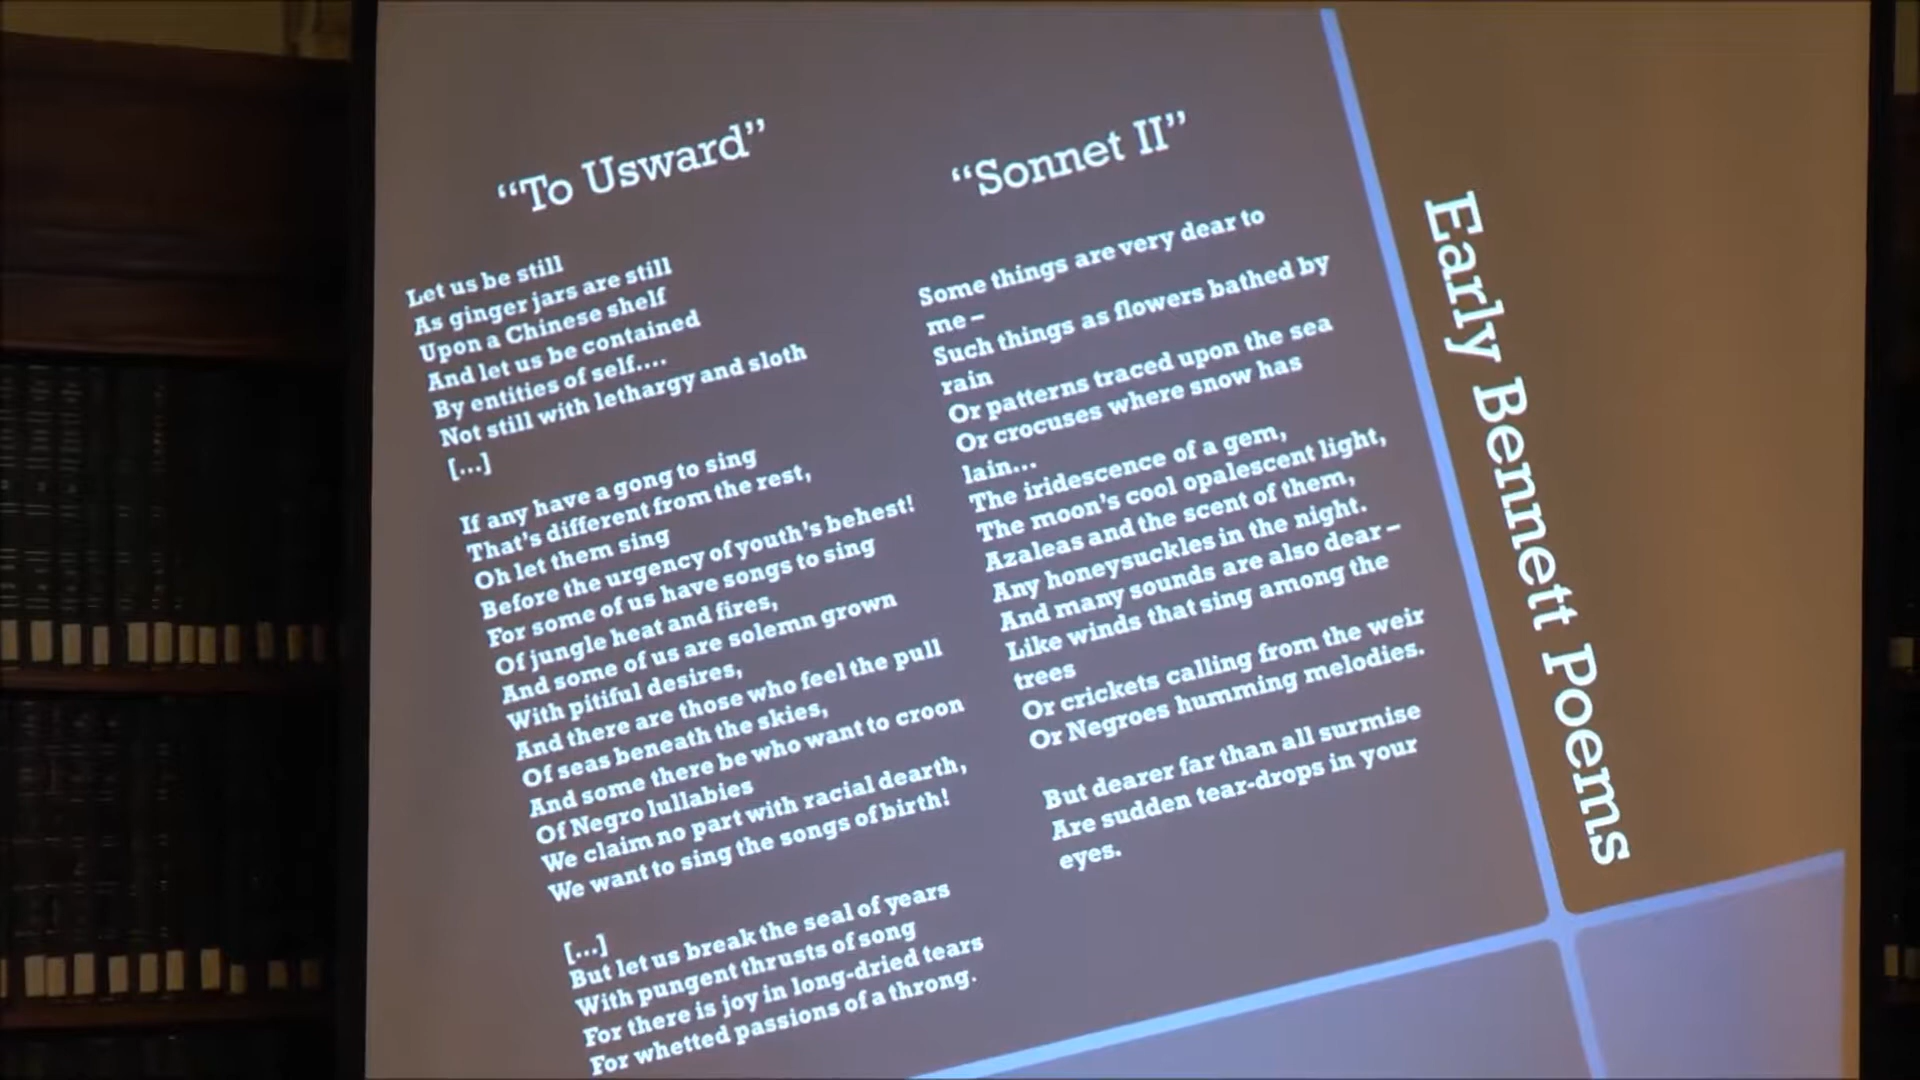 “To Usward”
Let us be still
As ginger jars are still
Upon a Chinese shelf
And let us be contained
By entities of self....
Not still with lethargy and sloth
[...]
If any have a gong to sing
That's different from the rest,
Oh let them sing
Before the urgency of youth's behest!
For some of us have songs to sing
Of jungle heat and fires,
And some of us are solemn grown
With pitiful desires,
And there are those who feel the pull
Of seas beneath the skies,
And some there be who want to croon
Of Negro lullabies
We claim no part with racial dearth,
We want to sing the songs of birth!
[...]
But let us break the seal of years
With pungent thrusts of song
For there is joy in long-dried tears
For whetted passions of a throng.
“Sonnet II”
Some things are very dear to
me –
Such things as flowers bathed by
rain
Or patterns traced upon the sea
Or crocuses where snow has
lain...
The iridescence of a gem,
The moon's cool opalescent light,
Azaleas and the scent of them,
Any honeysuckles in the night.
And many sounds are also dear –
Like winds that sing among the
trees
Or crickets calling from the weir
Or Negroes humming melodies.
But dearer far than all surmise
Are sudden tear-drops in your
eyes.
Early Bennett Poems